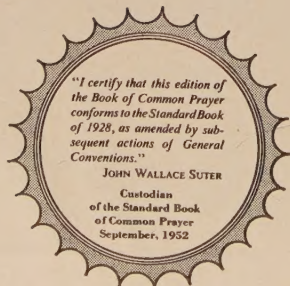 "I certify that this edition of
the Book of Common Prayer
conforms to the Standard Book
of 1928, as amended by sub-
sequent actions of General
Conventions."
JOHN WALLACE SUTER
Custodian
of the Standard Book
of Common Prayer
September, 1952